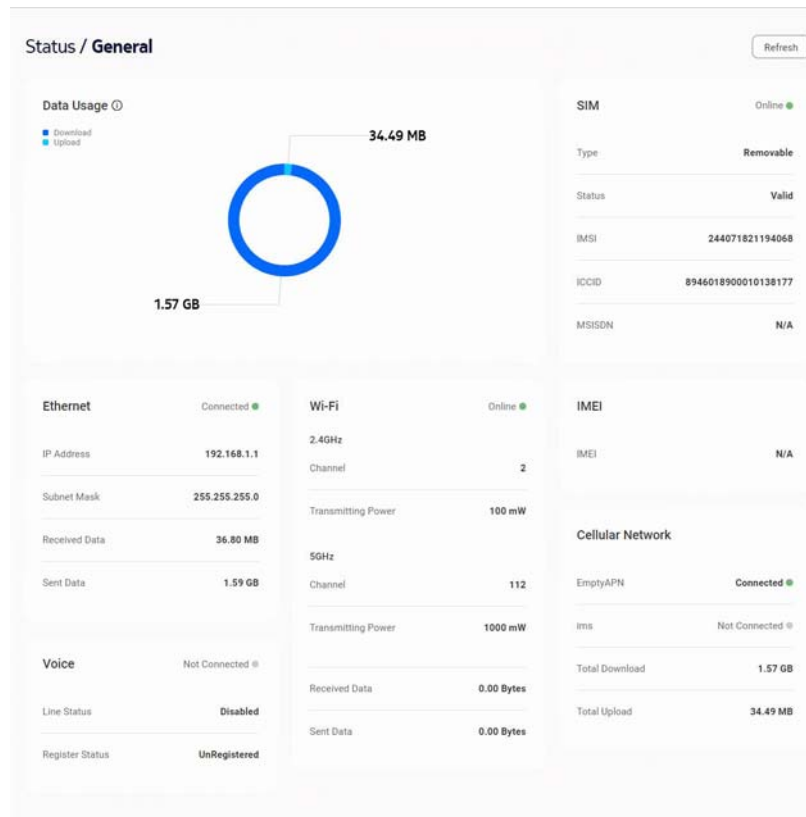 Status / General
Refresh
Data Usage
Download
Upload
34.49 MB
1.57 GB
SIM
Online
Type
Removable
Status
Valid
IMSI
244071821194068
ICCID
8946018900010138177
MSISDN
N/A
Ethernet
Connected
IP Address
192.168.1.1
Subnet Mask
255.255.255.0
Received Data
36.80 MB
Sent Data
1.59 GB
Wi-Fi
Online
2.4GHz
Channel
2
Transmitting Power
100 mW
5GHz
Channel
112
Transmitting Power
1000 mW
Received Data
0.00 Bytes
Sent Data
0.00 Bytes
IMEI
IMEI
N/A
Cellular Network
EmptyAPN
Connected
ims
Not Connected
Total Download
1.57 GB
Total Upload
34.49 MB
Voice
Not Connected
Line Status
Disabled
Register Status
UnRegistered